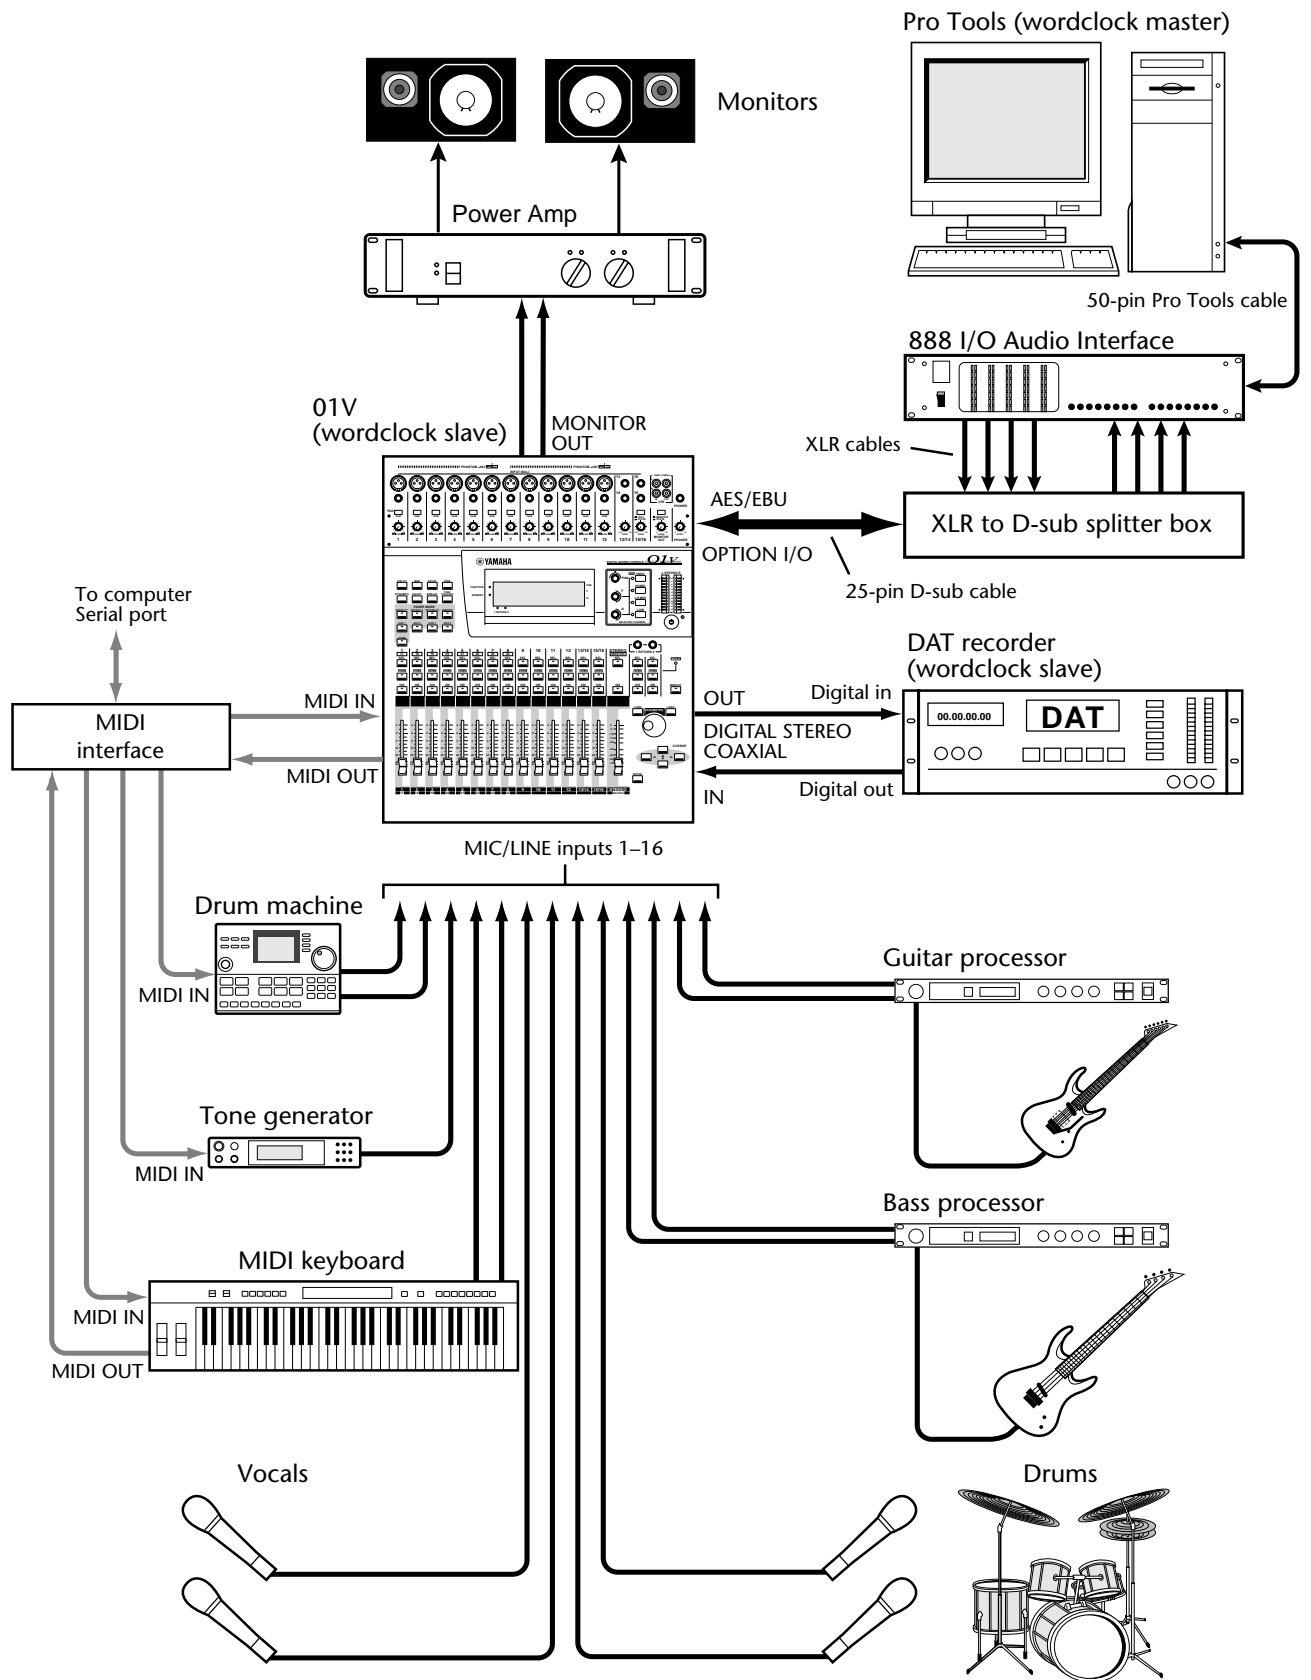 Pro Tools (wordclock master)
Monitors
Power Amp
50-pin Pro Tools cable
888 I/O Audio Interface
01V
(wordclock slave)
MONITOR
OUT
XLR cables
AES/EBU
XLR to D-sub splitter box
OPTION I/O
25-pin D-sub cable
YAMAHA
01V
To computer
Serial port
DAT recorder
(wordclock slave)
MIDI IN
OUT
Digital in
MIDI
interface
00.00.00.00
DAT
DIGITAL STEREO
COAXIAL
MIDI OUT
IN
Digital out
MIC/LINE inputs 1–16
Drum machine
Guitar processor
MIDI IN
Tone generator
MIDI IN
Bass processor
MIDI keyboard
MIDI IN
MIDI OUT
Vocals
Drums